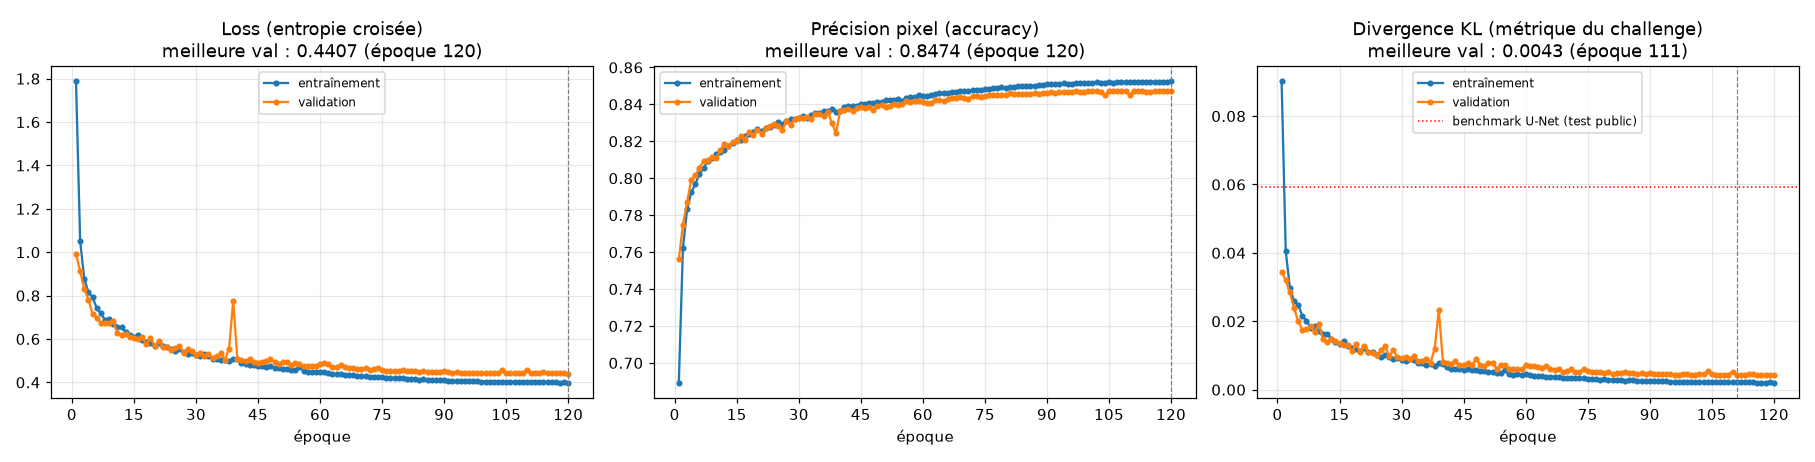 Loss (entropie croisée)
meilleure val : 0.4407 (époque 120)
entraînement
validation
1.8
1.6
1.4
1.2
1.0
0.8
0.6
0.4
0 15 30 45 60 75 90 105 120
époque
Précision pixel (accuracy)
meilleure val : 0.8474 (époque 120)
entraînement
validation
0.86
0.84
0.82
0.80
0.78
0.76
0.74
0.72
0.70
0 15 30 45 60 75 90 105 120
époque
Divergence KL (métrique du challenge)
meilleure val : 0.0043 (époque 111)
entraînement
validation
benchmark U-Net (test public)
0.08
0.06
0.04
0.02
0.00
0 15 30 45 60 75 90 105 120
époque